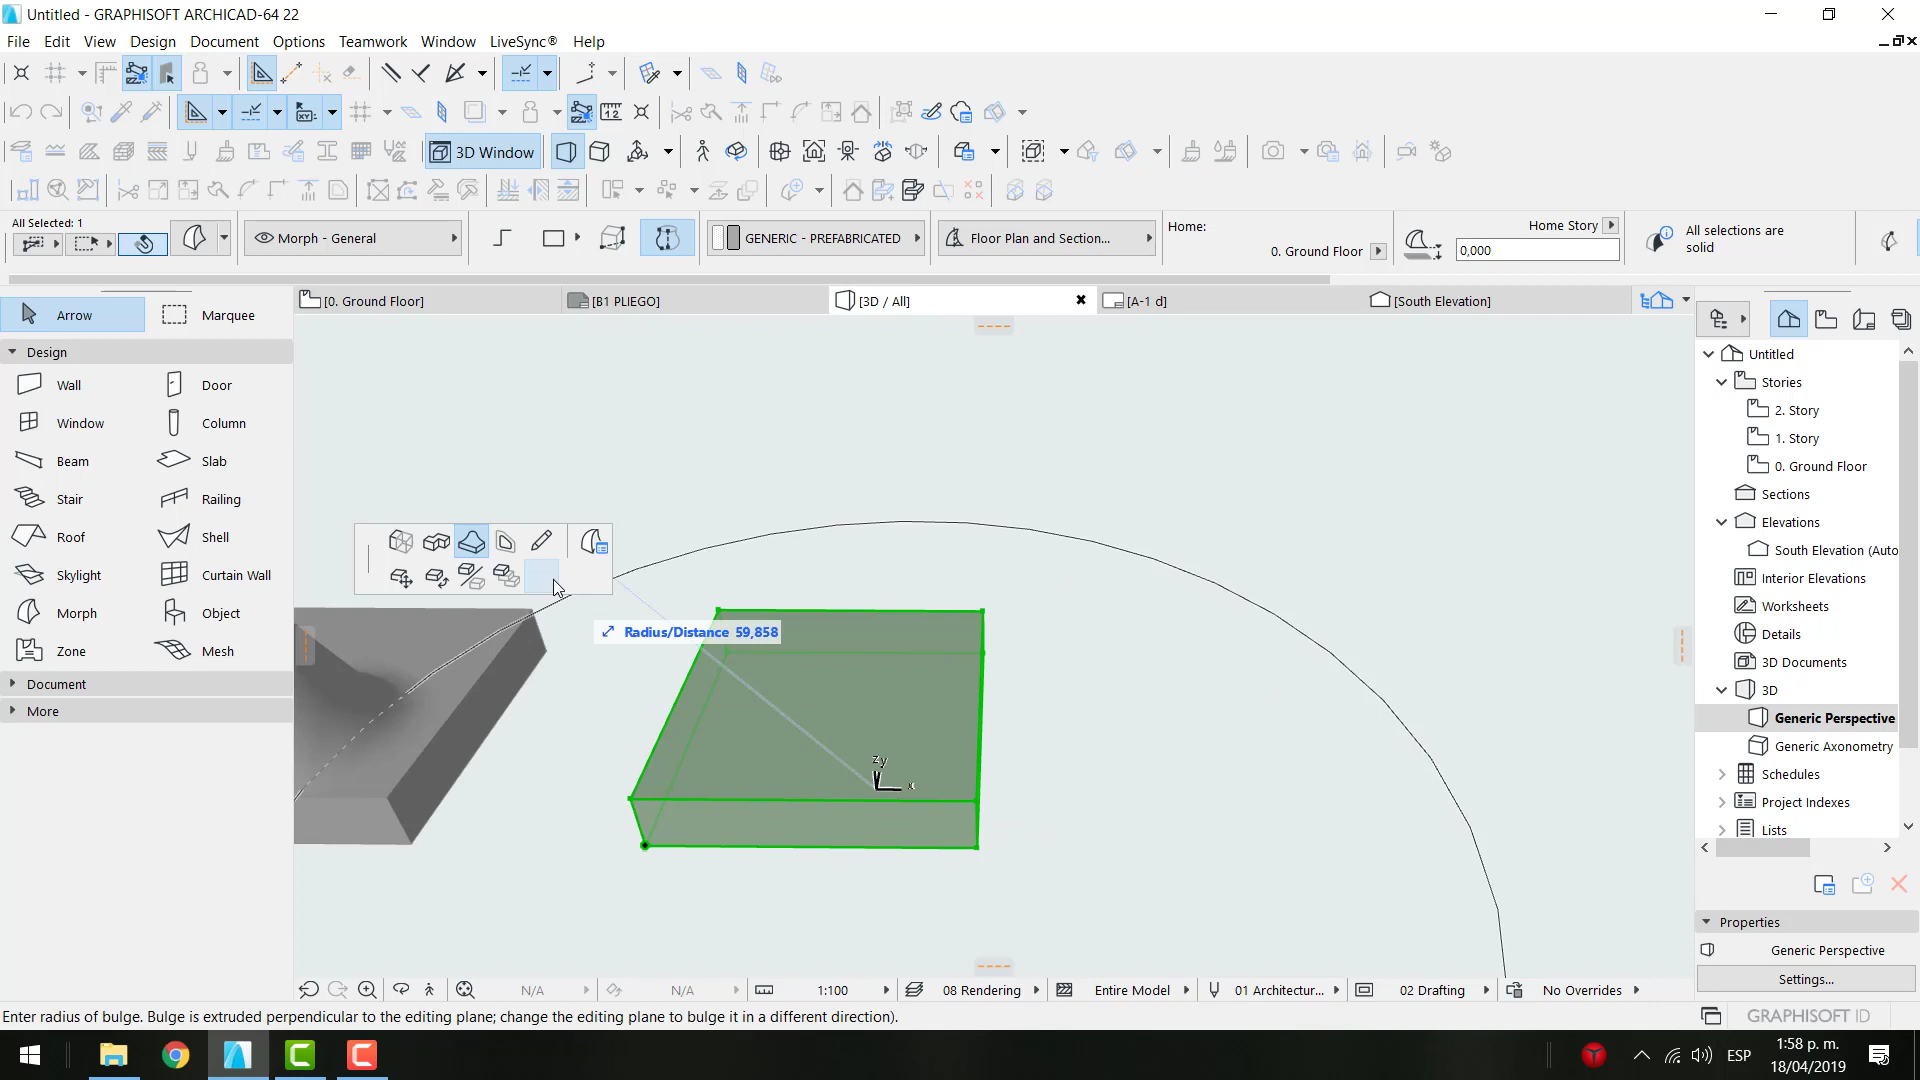 Untitled - GRAPHISOFT ARCHICAD-64 22
File Edit View Design Document Options Teamwork Window LiveSync® Help
3D Window
All Selected: 1
Morph - General
GENERIC - PREFABRICATED
Floor Plan and Section...
Home:
0. Ground Floor
Home Story
0,000
All selections are
solid
[0. Ground Floor]
[B1 PLIEGO]
[3D / All]
[A-1 d]
[South Elevation]
Arrow
Marquee
Design
Wall
Door
Window
Column
Beam
Slab
Stair
Railing
Roof
Shell
Skylight
Curtain Wall
Morph
Object
Zone
Mesh
Document
More
Radius/Distance 59,858
zy
x
Untitled
Stories
2. Story
1. Story
0. Ground Floor
Sections
Elevations
South Elevation (Auto
Interior Elevations
Worksheets
Details
3D Documents
3D
Generic Perspective
Generic Axonometry
Schedules
Project Indexes
Lists
Properties
Generic Perspective
Settings...
N/A
N/A
1:100
08 Rendering
Entire Model
01 Architectur...
02 Drafting
No Overrides
Enter radius of bulge. Bulge is extruded perpendicular to the editing plane; change the editing plane to bulge it in a different direction).
GRAPHISOFT ID
ESP
1:58 p. m.
18/04/2019